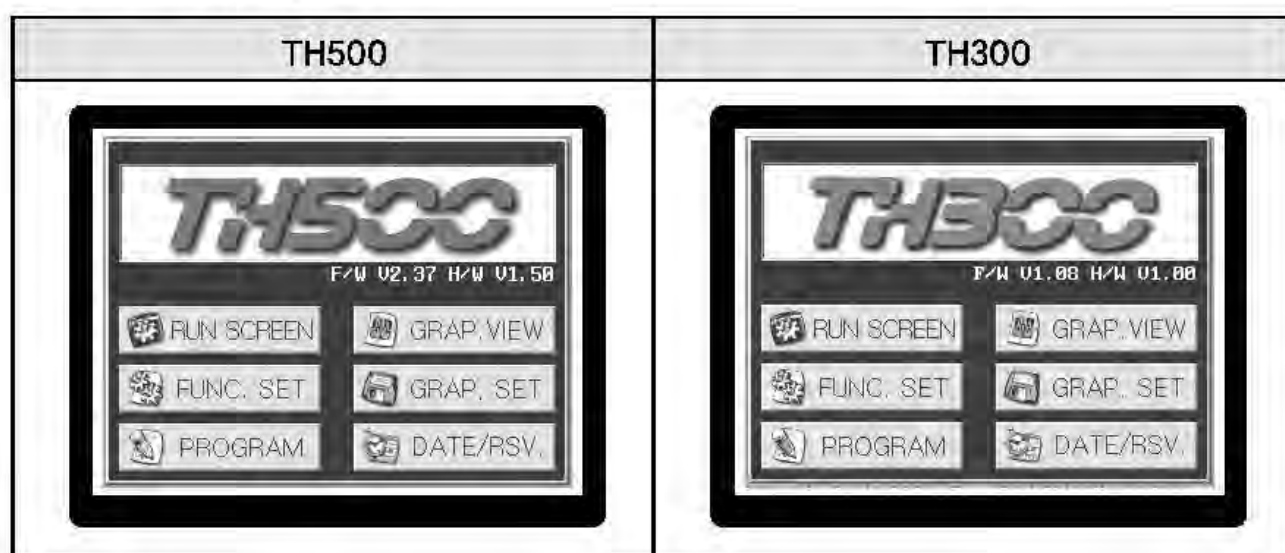 TH500
TH300
TH500
F/W V2.37 H/W V1.50
RUN SCREEN
GRAP.VIEW
FUNC. SET
GRAP. SET
PROGRAM
DATE/RSV.
TH300
F/W V1.08 H/W V1.00
RUN SCREEN
GRAP.VIEW
FUNC. SET
GRAP. SET
PROGRAM
DATE/RSV.